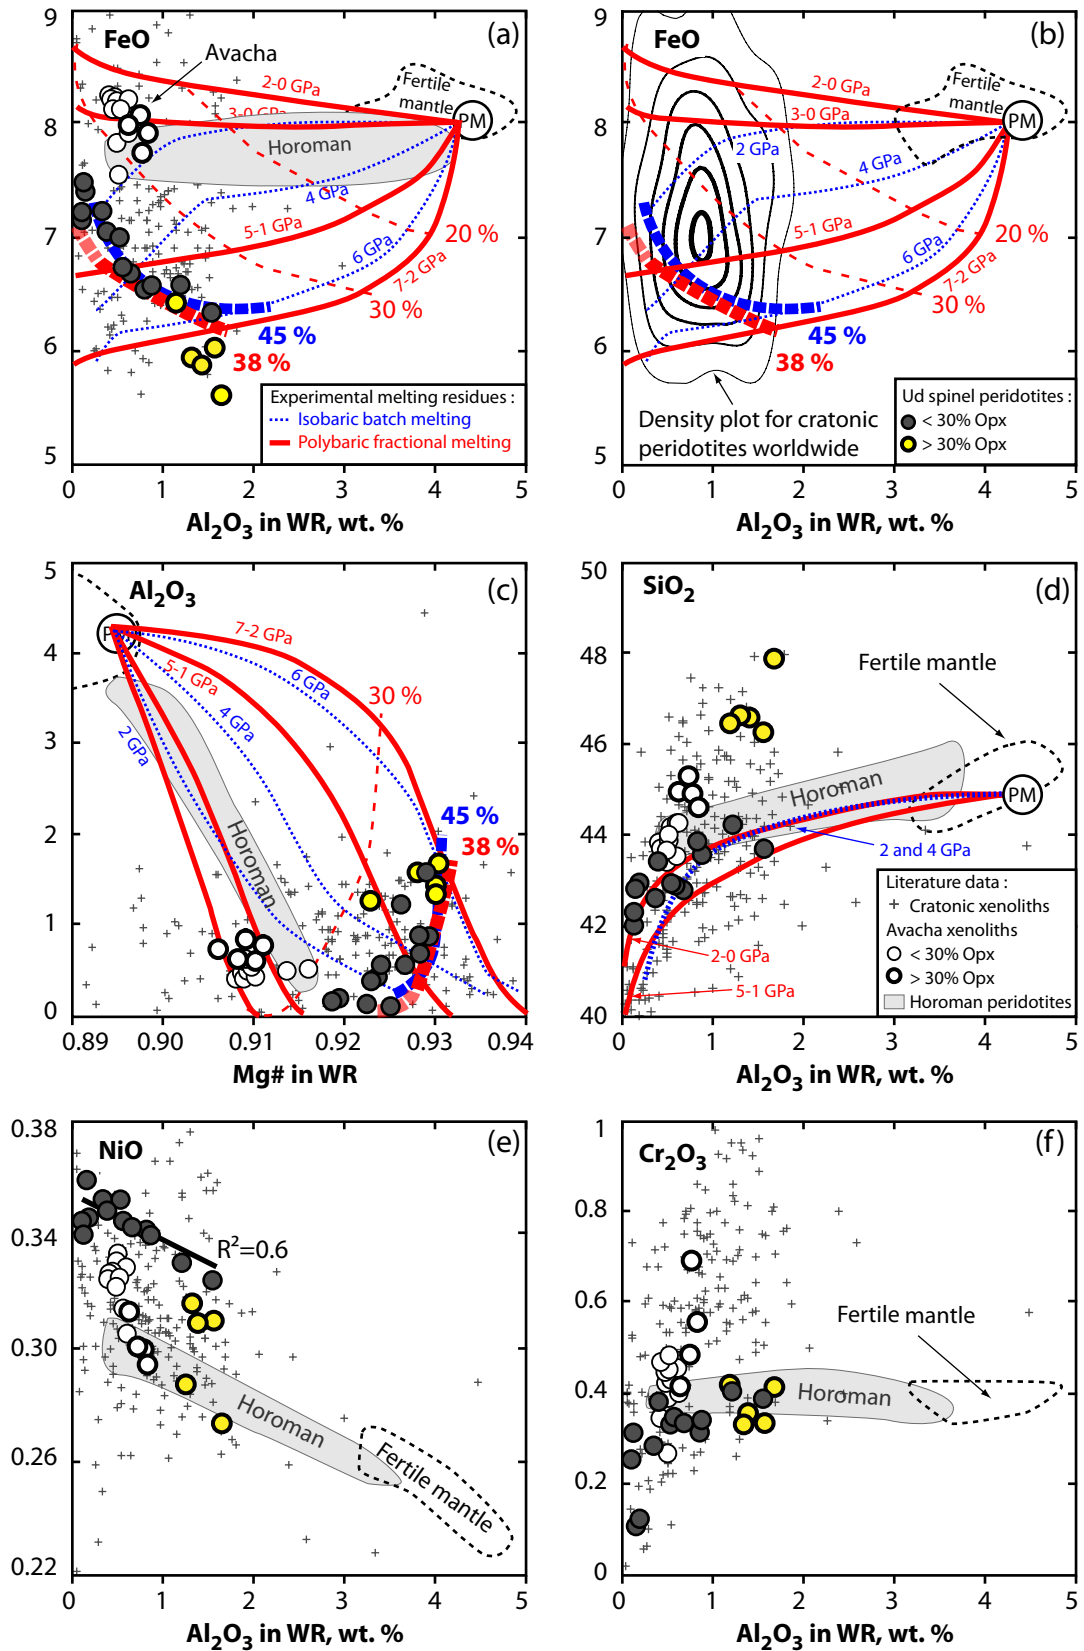 9
8
7
6
5
FeO
(a)
Avacha
2-0 GPa
3-0 GPa
Fertile
mantle
PM
Horoman
2 GPa
4 GPa
5-1 GPa
6 GPa
7-2 GPa
20 %
30 %
45 %
38 %
Experimental melting residues :
Isobaric batch melting
Polybaric fractional melting
0 1 2 3 4 5
Al2O3 in WR, wt. %
9
8
7
6
5
FeO
(b)
2-0 GPa
3-0 GPa
Fertile
mantle
PM
2 GPa
4 GPa
5-1 GPa
6 GPa
7-2 GPa
20 %
30 %
45 %
38 %
Density plot for cratonic
peridotites worldwide
Ud spinel peridotites :
< 30% Opx
> 30% Opx
0 1 2 3 4 5
Al2O3 in WR, wt. %
5
4
3
2
1
0
Al2O3
(c)
7-2 GPa
5-1 GPa
6 GPa
4 GPa
2 GPa
30 %
Horoman
45 %
38 %
0.89 0.90 0.91 0.92 0.93 0.94
Mg# in WR
50
48
46
44
42
40
SiO2
(d)
Fertile mantle
Horoman
PM
2 and 4 GPa
2-0 GPa
5-1 GPa
Literature data :
Cratonic xenoliths
Avacha xenoliths
< 30% Opx
> 30% Opx
Horoman peridotites
0 1 2 3 4 5
Al2O3 in WR, wt. %
0.38
0.34
0.30
0.26
0.22
NiO
(e)
R2=0.6
Horoman
Fertile mantle
0 1 2 3 4 5
Al2O3 in WR, wt. %
1
0.8
0.6
0.4
0.2
0
Cr2O3
(f)
Fertile mantle
Horoman
0 1 2 3 4 5
Al2O3 in WR, wt. %